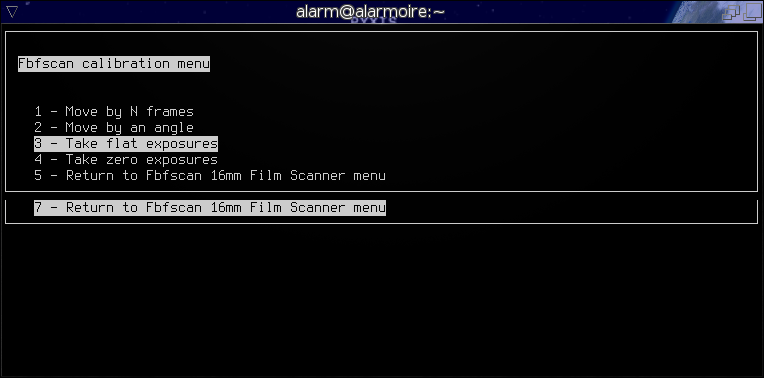 alarm@alarmoire:~
Fbfscan calibration menu
1 - Move by N frames
2 - Move by an angle
3 - Take flat exposures
4 - Take zero exposures
5 - Return to Fbfscan 16mm Film Scanner menu
7 - Return to Fbfscan 16mm Film Scanner menu